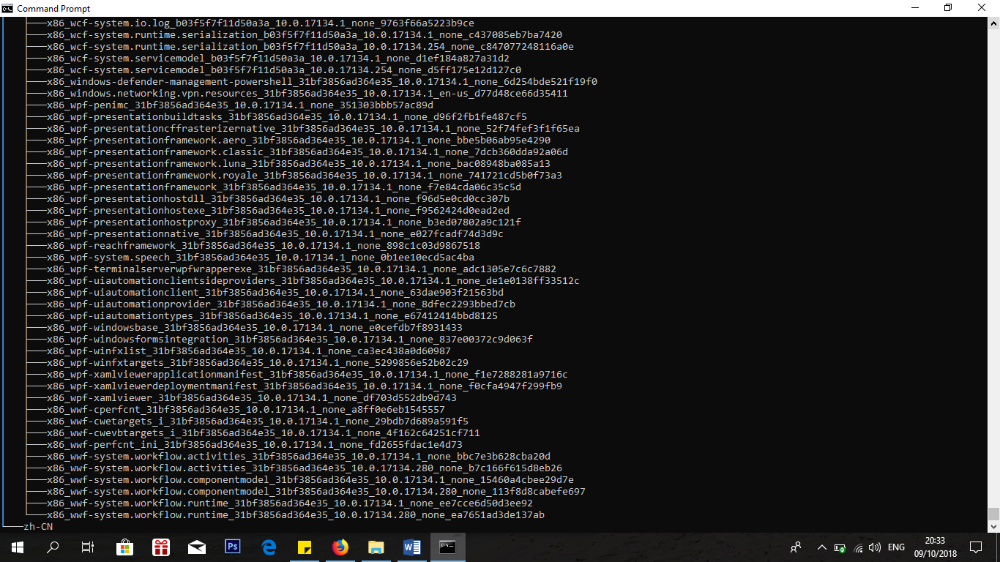 Command Prompt
x86_wcf-system.io.log_b03f5f7f11d50a3a_10.0.17134.1_none_9763f66a5223b9ce
x86_wcf-system.runtime.serialization_b03f5f7f11d50a3a_10.0.17134.1_none_c437085eb7ba7420
x86_wcf-system.runtime.serialization_b03f5f7f11d50a3a_10.0.17134.254_none_c847077248116a0e
x86_wcf-system.servicemodel_b03f5f7f11d50a3a_10.0.17134.1_none_d1ef184a827a31d2
x86_wcf-system.servicemodel_b03f5f7f11d50a3a_10.0.17134.254_none_d5ff175e12d127c0
x86_windows-defender-management-powershell_31bf3856ad364e35_10.0.17134.1_none_6d254bde521f19f0
x86_windows.networking.vpn.resources_31bf3856ad364e35_10.0.17134.1_en-us_d77d48ce66d35411
x86_wpf-penimc_31bf3856ad364e35_10.0.17134.1_none_351303bbb57ac89d
x86_wpf-presentationbuildtasks_31bf3856ad364e35_10.0.17134.1_none_d96f2fb1fe487cf5
x86_wpf-presentationcffrasterizernative_31bf3856ad364e35_10.0.17134.1_none_52f74fef3f1f65ea
x86_wpf-presentationframework.aero_31bf3856ad364e35_10.0.17134.1_none_bbe5b06ab95e4290
x86_wpf-presentationframework.classic_31bf3856ad364e35_10.0.17134.1_none_7dcb360dda92a06d
x86_wpf-presentationframework.luna_31bf3856ad364e35_10.0.17134.1_none_bac08948ba085a13
x86_wpf-presentationframework.royale_31bf3856ad364e35_10.0.17134.1_none_741721cd5b0f73a3
x86_wpf-presentationframework_31bf3856ad364e35_10.0.17134.1_none_f7e84cda06c35c5d
x86_wpf-presentationhostdll_31bf3856ad364e35_10.0.17134.1_none_f96d5e0cd0cc307b
x86_wpf-presentationhostexe_31bf3856ad364e35_10.0.17134.1_none_f9562424d0ead2ed
x86_wpf-presentationhostproxy_31bf3856ad364e35_10.0.17134.1_none_b3ed07802a9c121f
x86_wpf-presentationnative_31bf3856ad364e35_10.0.17134.1_none_e027fcadf74d3d9c
x86_wpf-reachframework_31bf3856ad364e35_10.0.17134.1_none_898c1c03d9867518
x86_wpf-system.speech_31bf3856ad364e35_10.0.17134.1_none_0b1ee10ecd5ac4ba
x86_wpf-terminalserverwpfwrapperexe_31bf3856ad364e35_10.0.17134.1_none_adc1305e7c6c7882
x86_wpf-uiautomationclientsideproviders_31bf3856ad364e35_10.0.17134.1_none_de1e0138ff33512c
x86_wpf-uiautomationclient_31bf3856ad364e35_10.0.17134.1_none_63dae903f21563bd
x86_wpf-uiautomationprovider_31bf3856ad364e35_10.0.17134.1_none_8dfec2293bbed7cb
x86_wpf-uiautomationtypes_31bf3856ad364e35_10.0.17134.1_none_e67412414bbd8125
x86_wpf-windowsbase_31bf3856ad364e35_10.0.17134.1_none_e0cefdb7f8931433
x86_wpf-windowsformsintegration_31bf3856ad364e35_10.0.17134.1_none_837e00372c9d063f
x86_wpf-winfxlist_31bf3856ad364e35_10.0.17134.1_none_ca3ec438a0d60987
x86_wpf-winfxtargets_31bf3856ad364e35_10.0.17134.1_none_5299856e52b02c29
x86_wpf-xamlviewerapplicationmanifest_31bf3856ad364e35_10.0.17134.1_none_f1e7288281a9716c
x86_wpf-xamlviewerdeploymentmanifest_31bf3856ad364e35_10.0.17134.1_none_f0cfa4947f299fb9
x86_wpf-xamlviewer_31bf3856ad364e35_10.0.17134.1_none_df703d552db9d743
x86_wwf-cperfcnt_31bf3856ad364e35_10.0.17134.1_none_a8ff0e6eb1545557
x86_wwf-cwetargets_i_31bf3856ad364e35_10.0.17134.1_none_29bdb7d689a591f5
x86_wwf-cwevbtargets_i_31bf3856ad364e35_10.0.17134.1_none_4f162c64251cf711
x86_wwf-perfcnt_ini_31bf3856ad364e35_10.0.17134.1_none_fd2655fdac1e4d73
x86_wwf-system.workflow.activities_31bf3856ad364e35_10.0.17134.1_none_bbc7e3b628cba20d
x86_wwf-system.workflow.activities_31bf3856ad364e35_10.0.17134.280_none_b7c166f615d8eb26
x86_wwf-system.workflow.componentmodel_31bf3856ad364e35_10.0.17134.1_none_15460a4cbee29d7e
x86_wwf-system.workflow.componentmodel_31bf3856ad364e35_10.0.17134.280_none_113f8d8cabefe697
x86_wwf-system.workflow.runtime_31bf3856ad364e35_10.0.17134.1_none_ee7cce6d50d3ee92
x86_wwf-system.workflow.runtime_31bf3856ad364e35_10.0.17134.280_none_ea7651ad3de137ab
zh-CN
Ps
ENG
20:33
09/10/2018